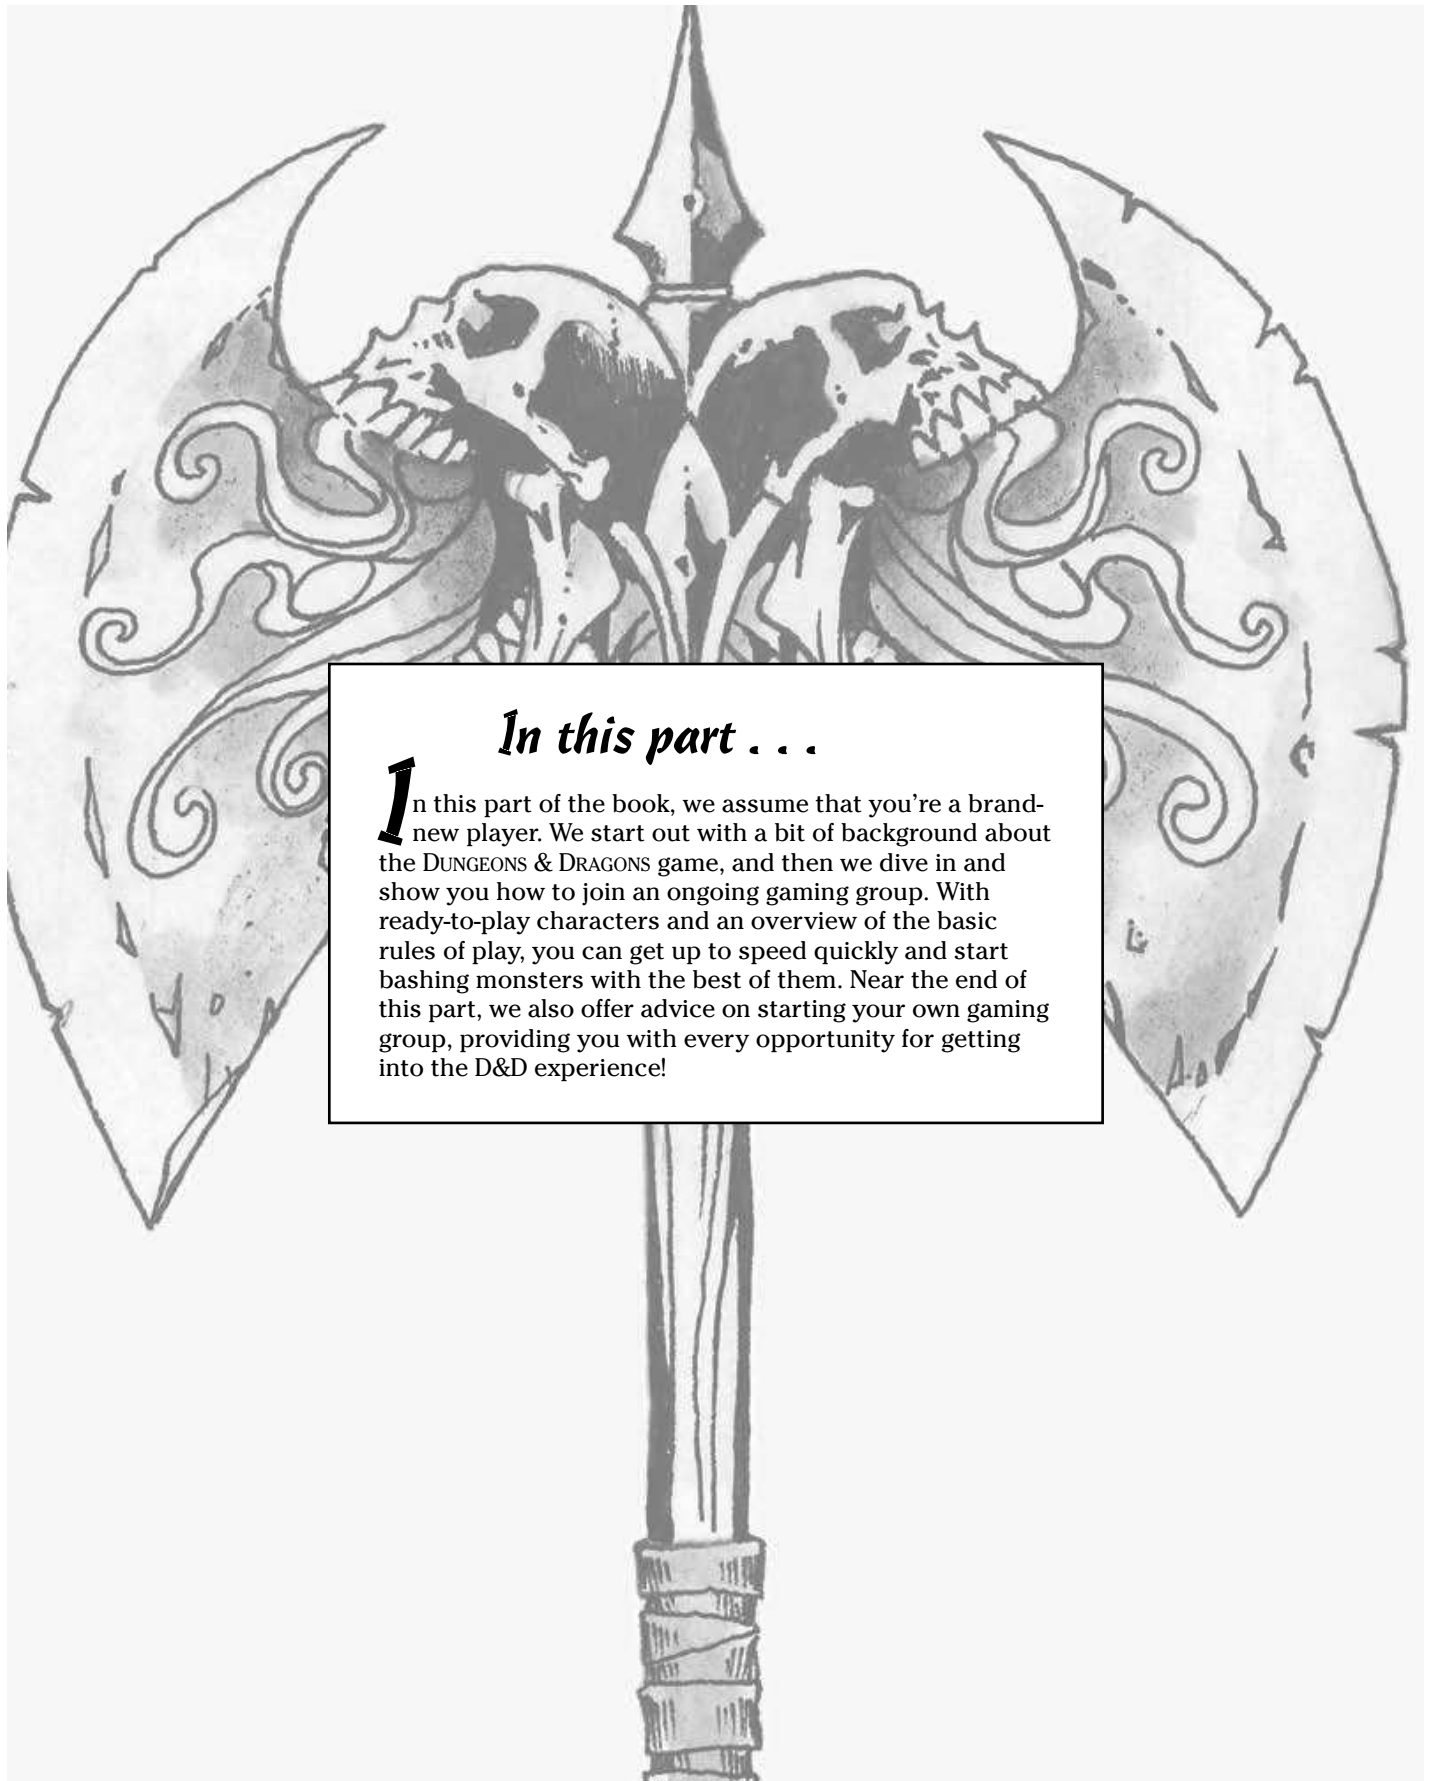 In this part . . .
In this part of the book, we assume that you’re a brand-
new player. We start out with a bit of background about
the DUNGEONS & DRAGONS game, and then we dive in and
show you how to join an ongoing gaming group. With
ready-to-play characters and an overview of the basic
rules of play, you can get up to speed quickly and start
bashing monsters with the best of them. Near the end of
this part, we also offer advice on starting your own gaming
group, providing you with every opportunity for getting
into the D&D experience!